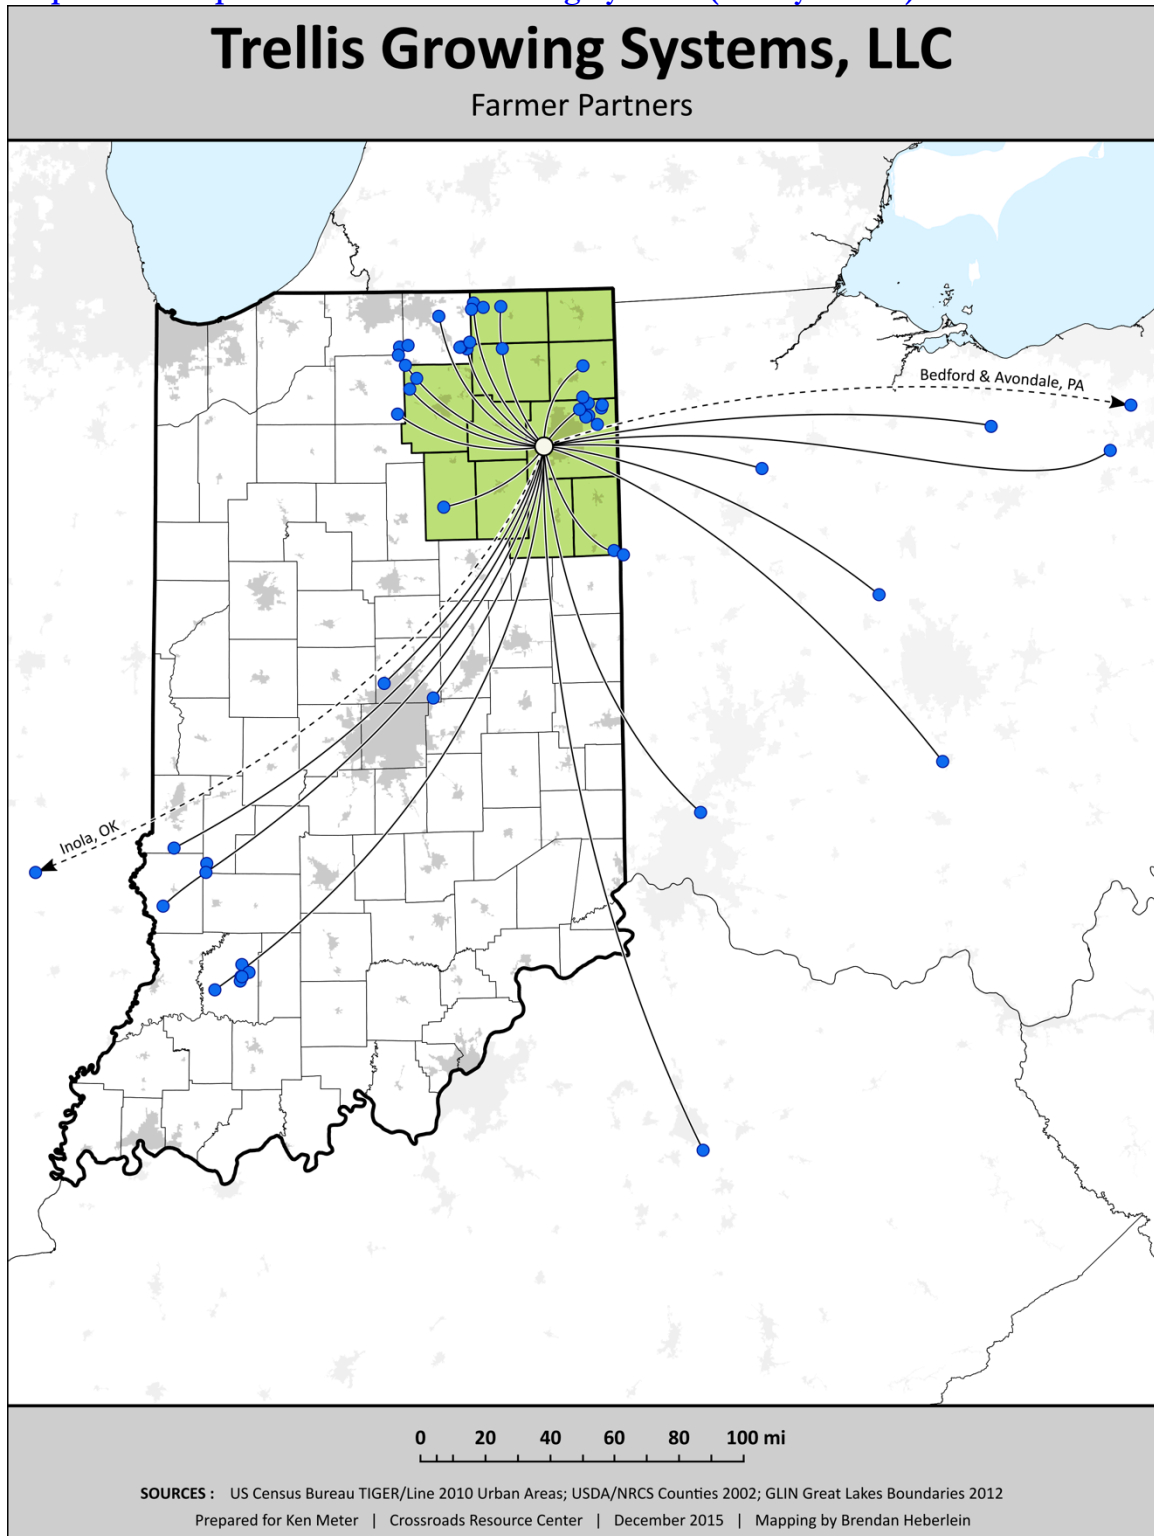 Trellis Growing Systems, LLC
Farmer Partners
Bedford & Avondale, PA
Inola, OK
0 20 40 60 80 100 mi
SOURCES : US Census Bureau TIGER/Line 2010 Urban Areas; USDA/NRCS Counties 2002; GLIN Great Lakes Boundaries 2012
Prepared for Ken Meter | Crossroads Resource Center | December 2015 | Mapping by Brendan Heberlein